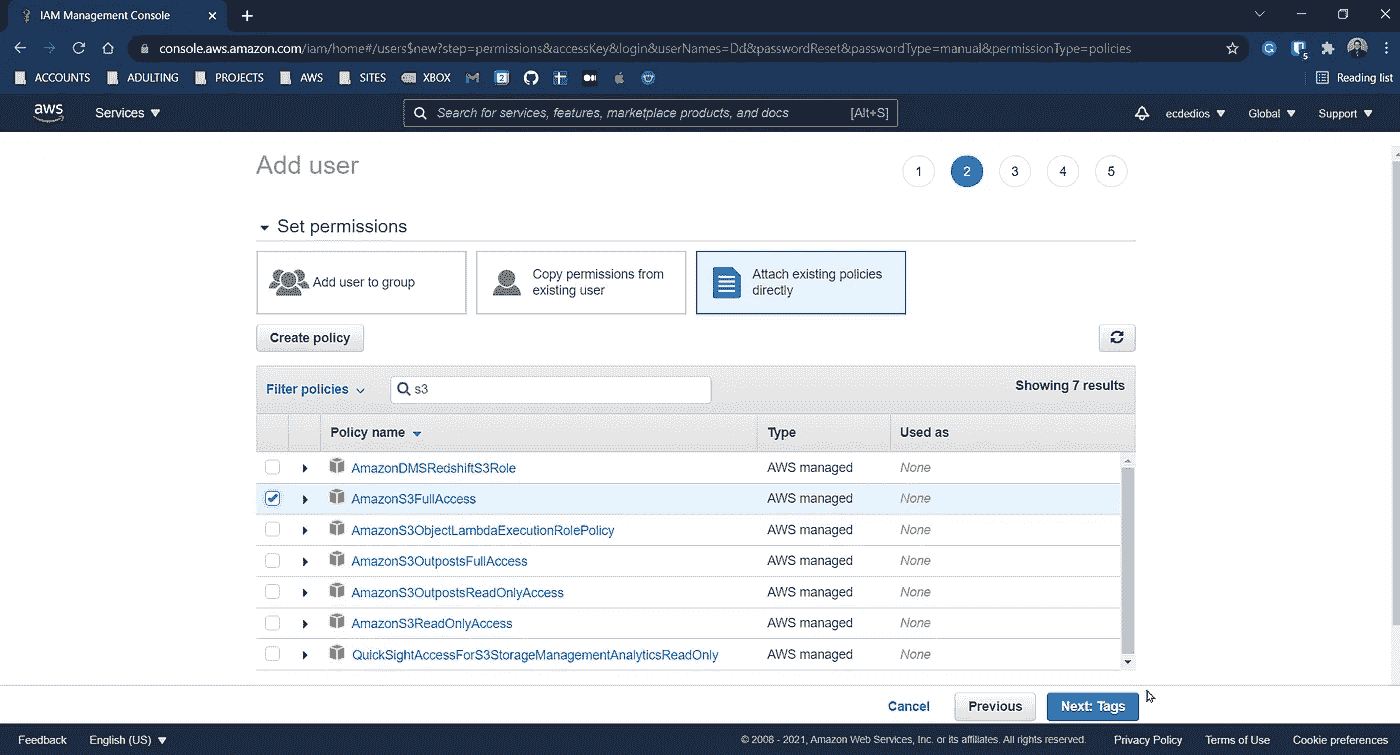 IAM Management Console
console.aws.amazon.com/iam/home#/users$new?step=permissions&accessKey&login&userNames=Dd&passwordReset&passwordType=manual&permissionType=policies
5
ACCOUNTS ADULTING PROJECTS AWS SITES XBOX 2 Reading list
aws Services Search for services, features, marketplace products, and docs [Alt+S] ecdedios Global Support
Add user 1 2 3 4 5
Set permissions
Add user to group
Copy permissions from
existing user
Attach existing policies
directly
Create policy
Filter policies s3 Showing 7 results
Policy name Type Used as
AmazonDMSRedshiftS3Role AWS managed None
AmazonS3FullAccess AWS managed None
AmazonS3ObjectLambdaExecutionRolePolicy AWS managed None
AmazonS3OutpostsFullAccess AWS managed None
AmazonS3OutpostsReadOnlyAccess AWS managed None
AmazonS3ReadOnlyAccess AWS managed None
QuickSightAccessForS3StorageManagementAnalyticsReadOnly AWS managed None
Cancel Previous Next: Tags
Feedback English (US) © 2008 - 2021, Amazon Web Services, Inc. or its affiliates. All rights reserved. Privacy Policy Terms of Use Cookie preferences